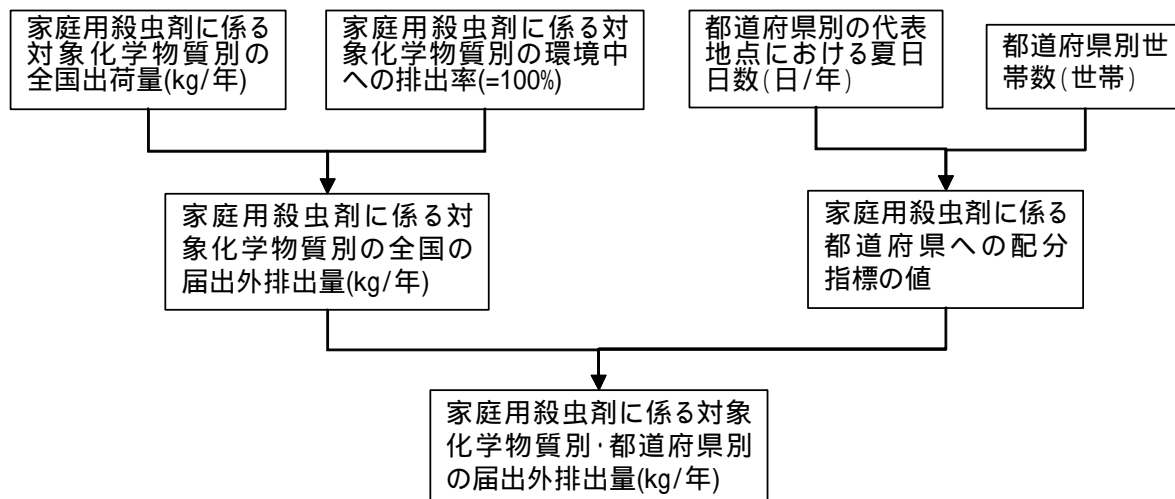 家庭用殺虫剤に係る
対象化学物質別の
全国出荷量(kg/年)
家庭用殺虫剤に係る対
象化学物質別の環境中
への排出率(=100%)
都道府県別の代表
地点における夏日
日数(日/年)
都道府県別世
帯数(世帯)
家庭用殺虫剤に係る対
象化学物質別の全国の
届出外排出量(kg/年)
家庭用殺虫剤に係る
都道府県への配分
指標の値
家庭用殺虫剤に係る対象
化学物質別・都道府県別
の届出外排出量(kg/年)